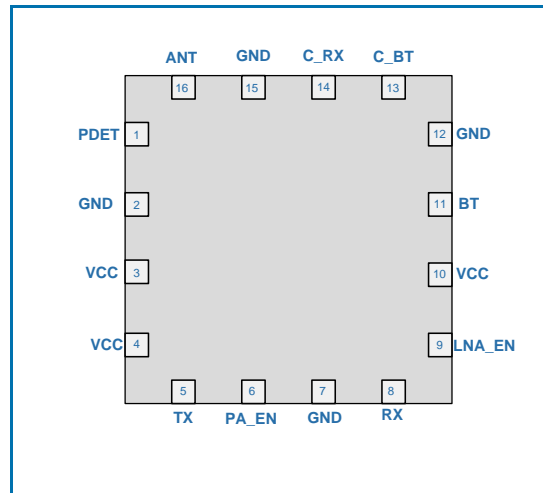 ANT GND C_RX C_BT
16 15 14 13
PDET 1 12 GND
GND 2 11 BT
VCC 3 10 VCC
VCC 4 9 LNA_EN
5 6 7 8
TX PA_EN GND RX